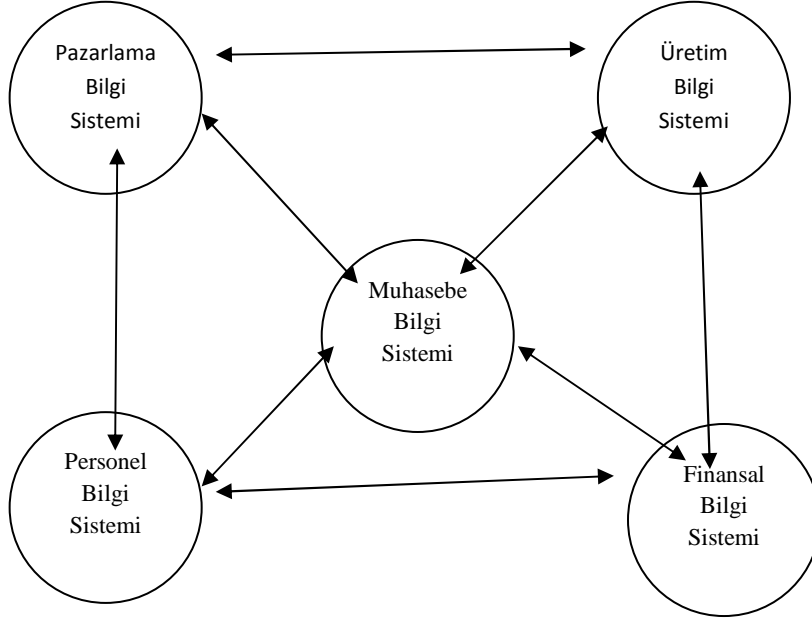 Pazarlama
Bilgi
Sistemi
Üretim
Bilgi
Sistemi
Muhasebe
Bilgi
Sistemi
Personel
Bilgi
Sistemi
Finansal
Bilgi
Sistemi